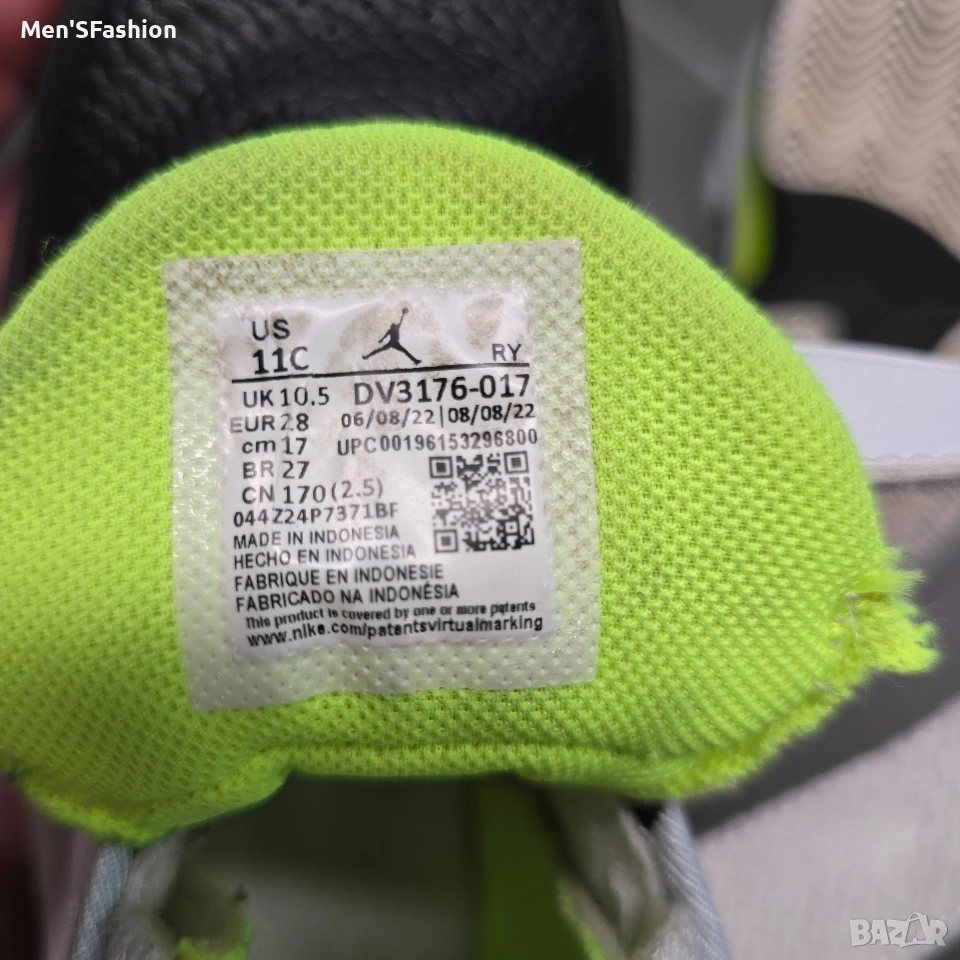 Men'SFashion
US
11C RY
UK 10.5 DV3176-017
EUR 28 06/08/22|08/08/22
cm 17 UPC00196153296800
BR 27
CN 170 (2.5)
044Z24P7371BF
MADE IN INDONESIA
HECHO EN INDONESIA
FABRIQUE EN INDONESIE
FABRICADO NA INDONÉSIA
This product is covered by one or more patents
www.nike.com/patentsvirtualmarking
BAZAR